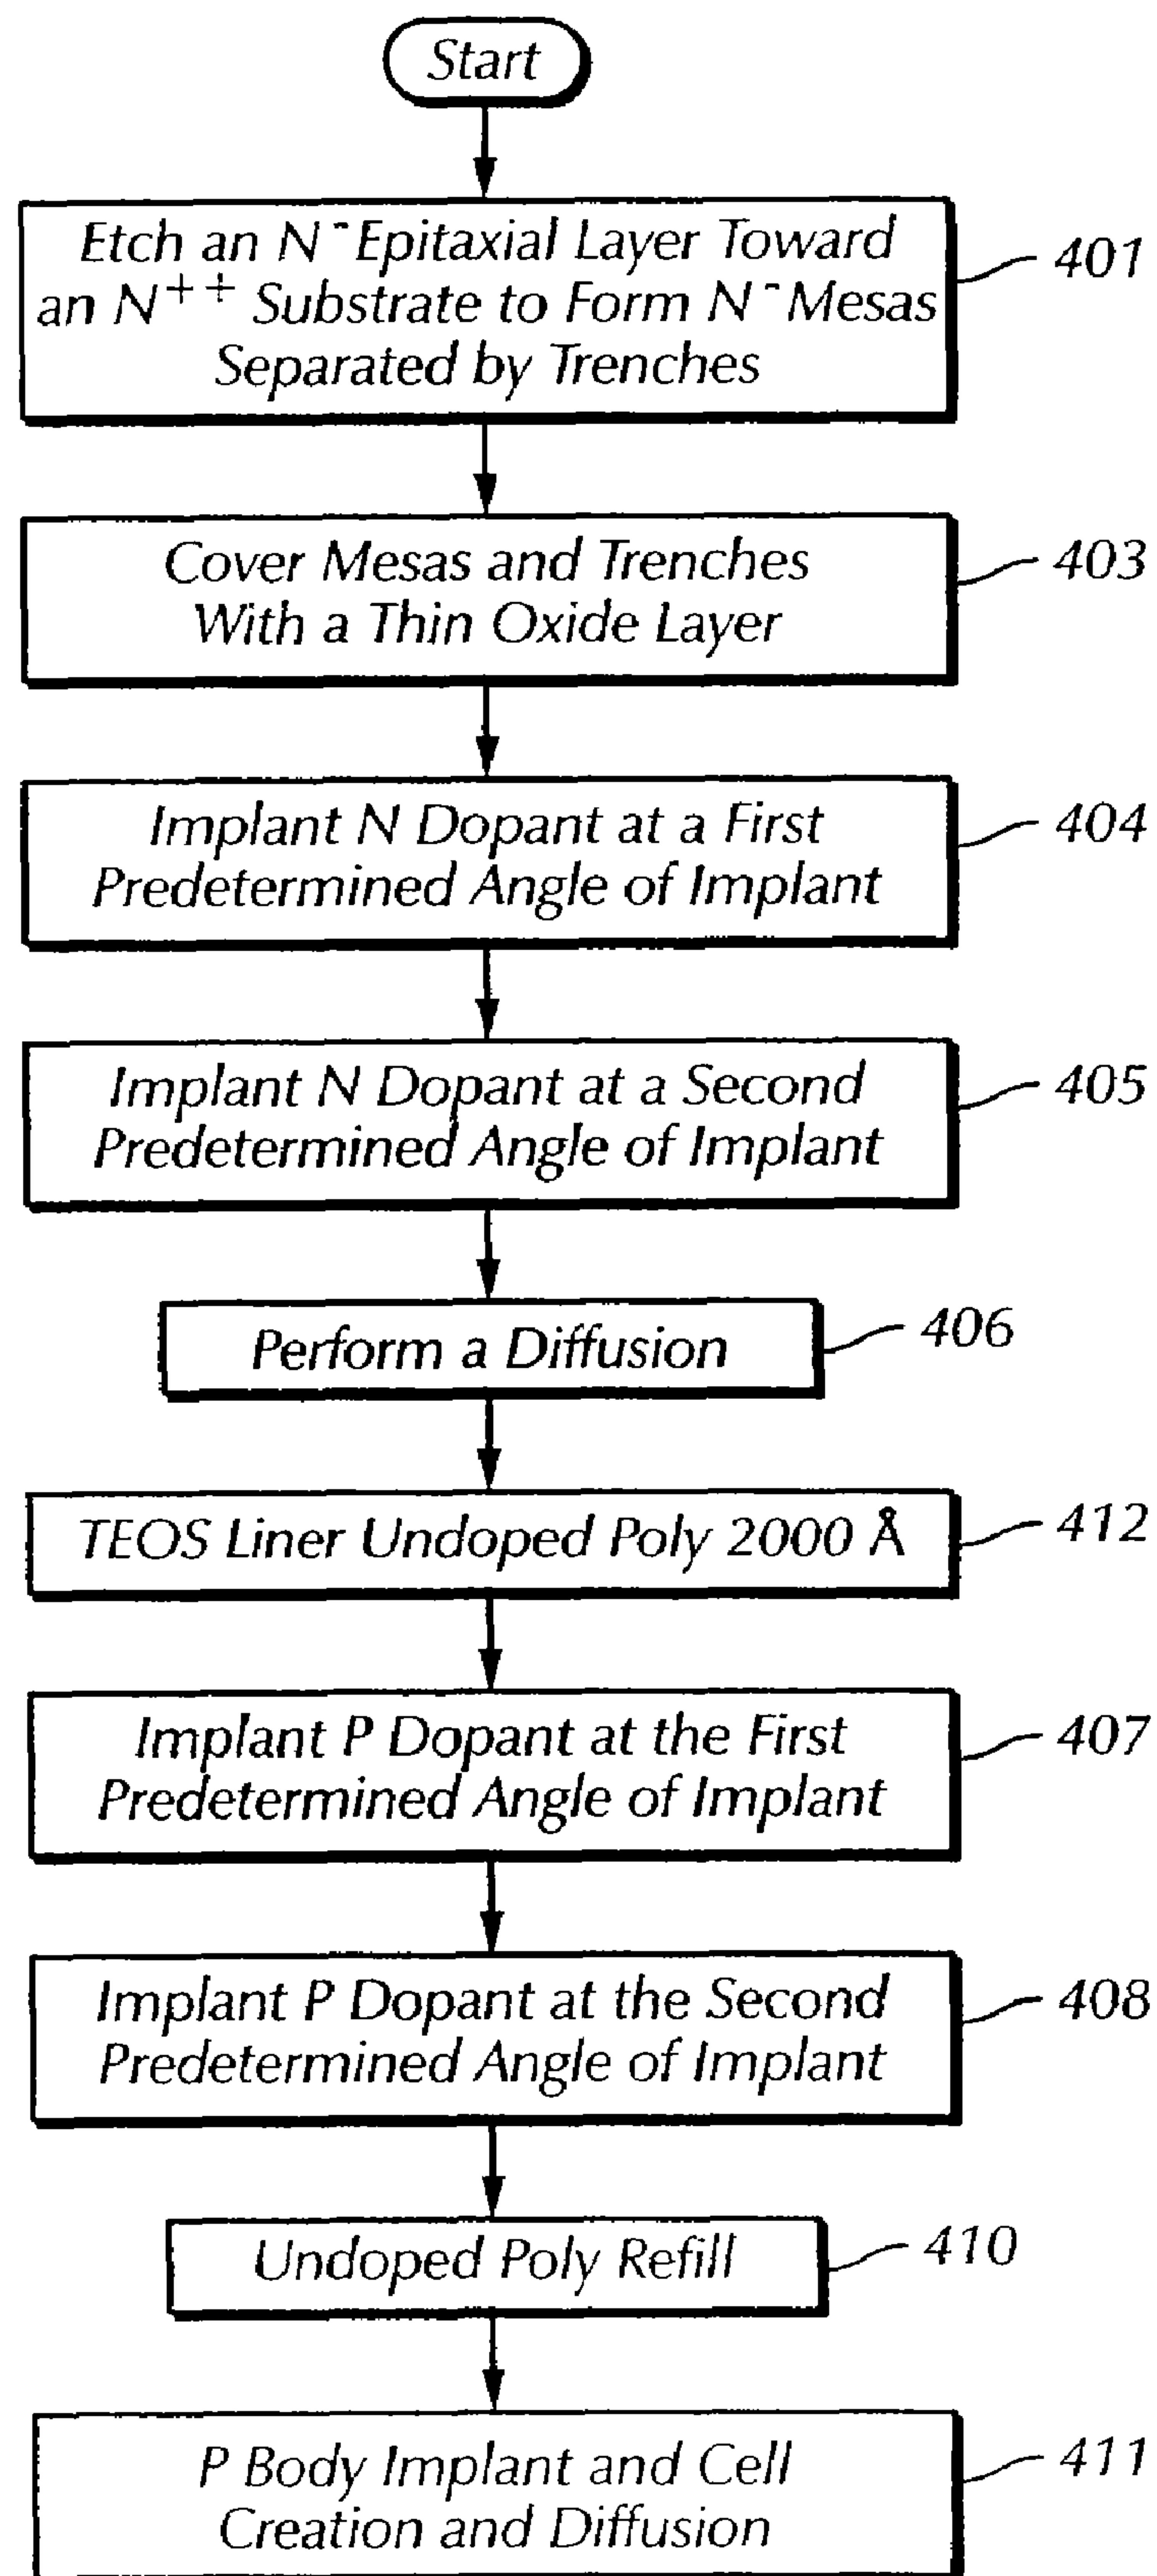 Start
Etch an N⁻ Epitaxial Layer Toward
an N⁺⁺ Substrate to Form N⁻ Mesas
Separated by Trenches
401
Cover Mesas and Trenches
With a Thin Oxide Layer
403
Implant N Dopant at a First
Predetermined Angle of Implant
404
Implant N Dopant at a Second
Predetermined Angle of Implant
405
Perform a Diffusion
406
TEOS Liner Undoped Poly 2000 Å
412
Implant P Dopant at the First
Predetermined Angle of Implant
407
Implant P Dopant at the Second
Predetermined Angle of Implant
408
Undoped Poly Refill
410
P Body Implant and Cell
Creation and Diffusion
411